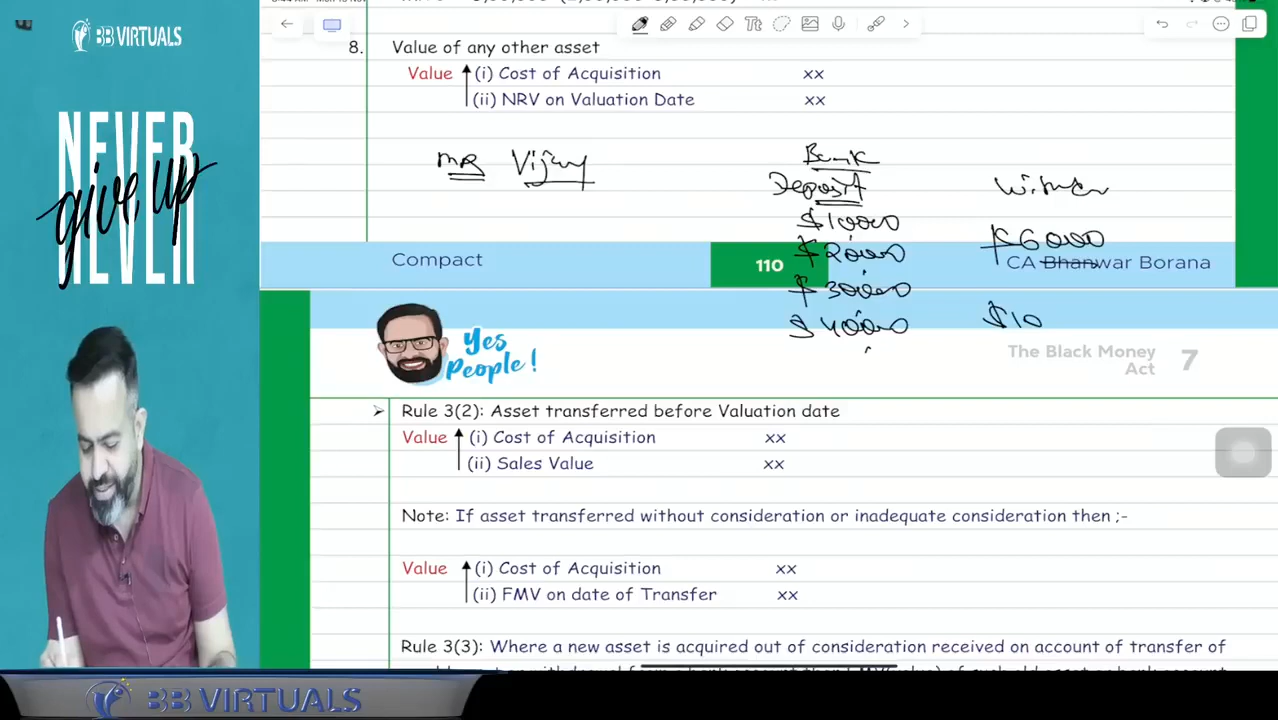 BB VIRTUALS
NEVER
give up
NEVER
8. Value of any other asset
Value (i) Cost of Acquisition xx
(ii) NRV on Valuation Date xx
MR Vijay
Bank
Deposit
$10000
$20000
$30000
$40000
$6000
$10
Compact
110
CA Bhanwar Borana
Yes
People!
The Black Money
Act
7
➢ Rule 3(2): Asset transferred before Valuation date
Value (i) Cost of Acquisition xx
(ii) Sales Value xx
Note: If asset transferred without consideration or inadequate consideration then ;-
Value (i) Cost of Acquisition xx
(ii) FMV on date of Transfer xx
Rule 3(3): Where a new asset is acquired out of consideration received on account of transfer of
BB VIRTUALS